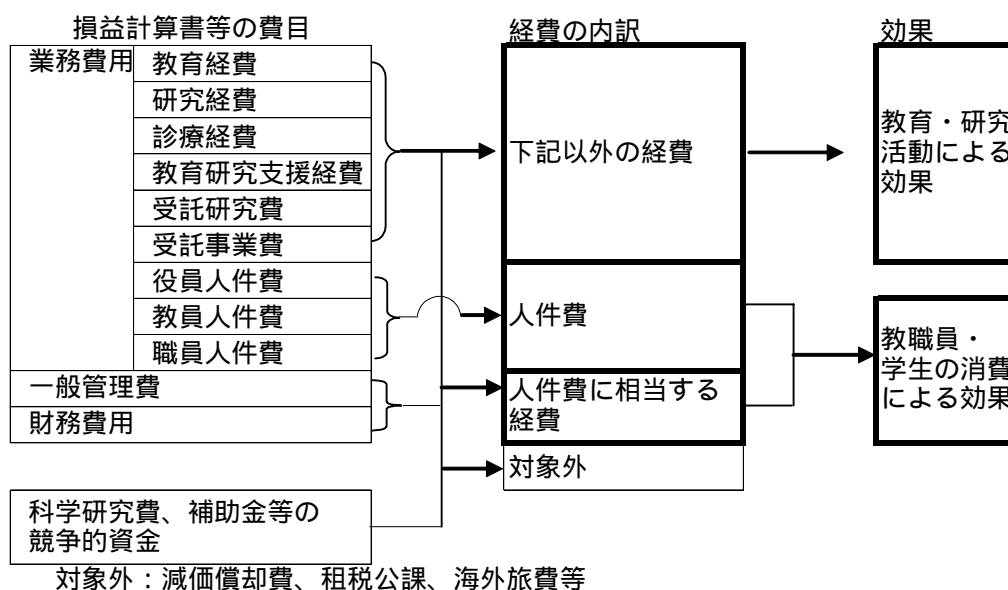 損益計算書等の費目
経費の内訳
効果
業務費用
教育経費
研究経費
診療経費
教育研究支援経費
受託研究費
受託事業費
役員人件費
教員人件費
職員人件費
一般管理費
財務費用
科学研究費、補助金等の
競争的資金
下記以外の経費
人件費
人件費に相当する
経費
対象外
教育・研究
活動による
効果
教職員・
学生の消費
による効果
対象外：減価償却費、租税公課、海外旅費等